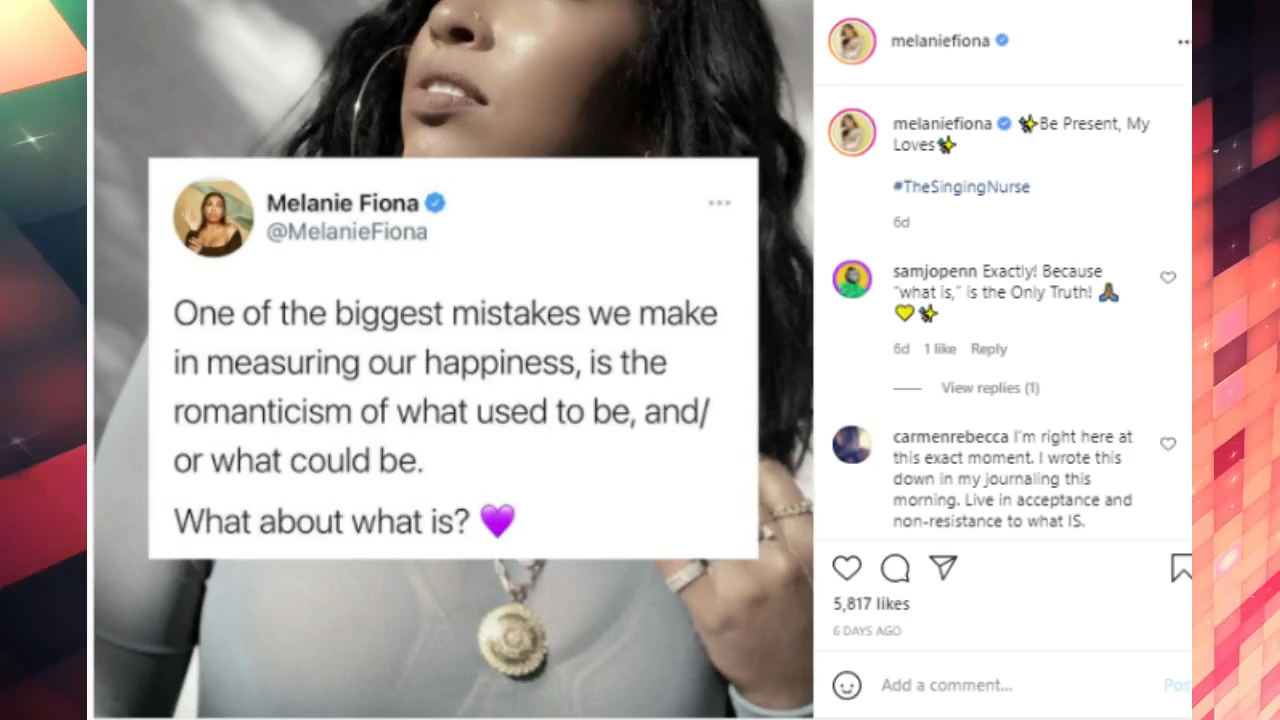 Melanie Fiona
@MelanieFiona
One of the biggest mistakes we make
in measuring our happiness, is the
romanticism of what used to be, and/
or what could be.
What about what is? 💜
melaniefiona
melaniefiona ✨Be Present, My
Loves✨
#TheSingingNurse
6d
samjopenn Exactly! Because
"what is," is the Only Truth! 🙏🏾
💛✨
6d 1 like Reply
View replies (1)
carmenrebecca I'm right here at
this exact moment. I wrote this
down in my journaling this
morning. Live in acceptance and
non-resistance to what IS.
5,817 likes
6 DAYS AGO
Add a comment... Pos